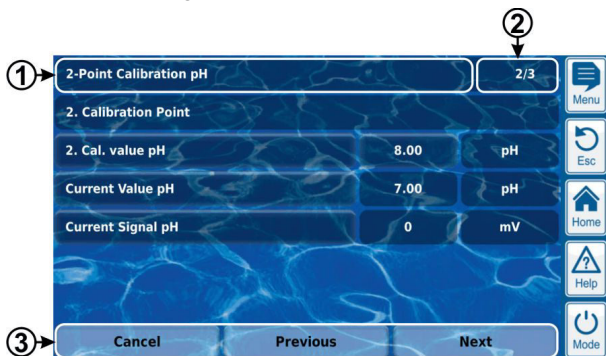 2
1
2-Point Calibration pH 2/3
Menu
2. Calibration Point
2. Cal. value pH 8.00 pH
Esc
Current Value pH 7.00 pH
Current Signal pH 0 mV
Home
?
Help
3
Cancel Previous Next
Mode